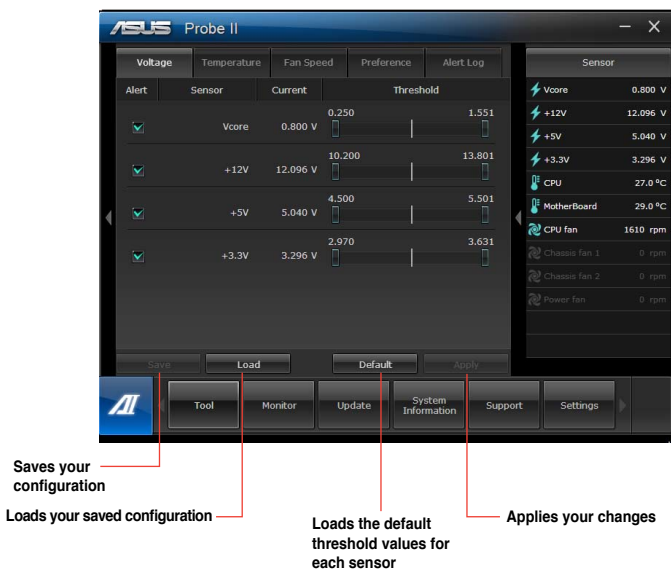 ASUS Probe II
Voltage Temperature Fan Speed Preference Alert Log
Alert Sensor Current Threshold
Vcore 0.800 V 0.250 1.551
+12V 12.096 V 10.200 13.801
+5V 5.040 V 4.500 5.501
+3.3V 3.296 V 2.970 3.631
Save Load Default Apply
Sensor
Vcore 0.800 V
+12V 12.096 V
+5V 5.040 V
+3.3V 3.296 V
CPU 27.0 ºC
MotherBoard 29.0 ºC
CPU fan 1610 rpm
Chassis fan 1 0 rpm
Chassis fan 2 0 rpm
Power fan 0 rpm
Tool Monitor Update System Information Support Settings
Saves your
configuration
Loads your saved configuration
Loads the default
threshold values for
each sensor
Applies your changes